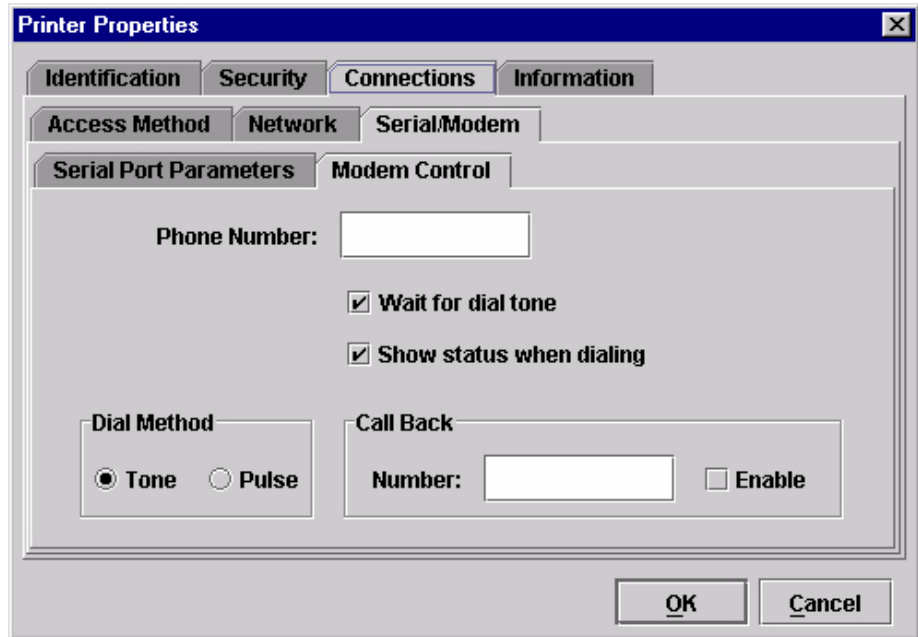 Printer Properties
Identification Security Connections Information
Access Method Network Serial/Modem
Serial Port Parameters Modem Control
Phone Number:
Wait for dial tone
Show status when dialing
Dial Method Call Back
Tone Pulse Number: Enable
OK Cancel